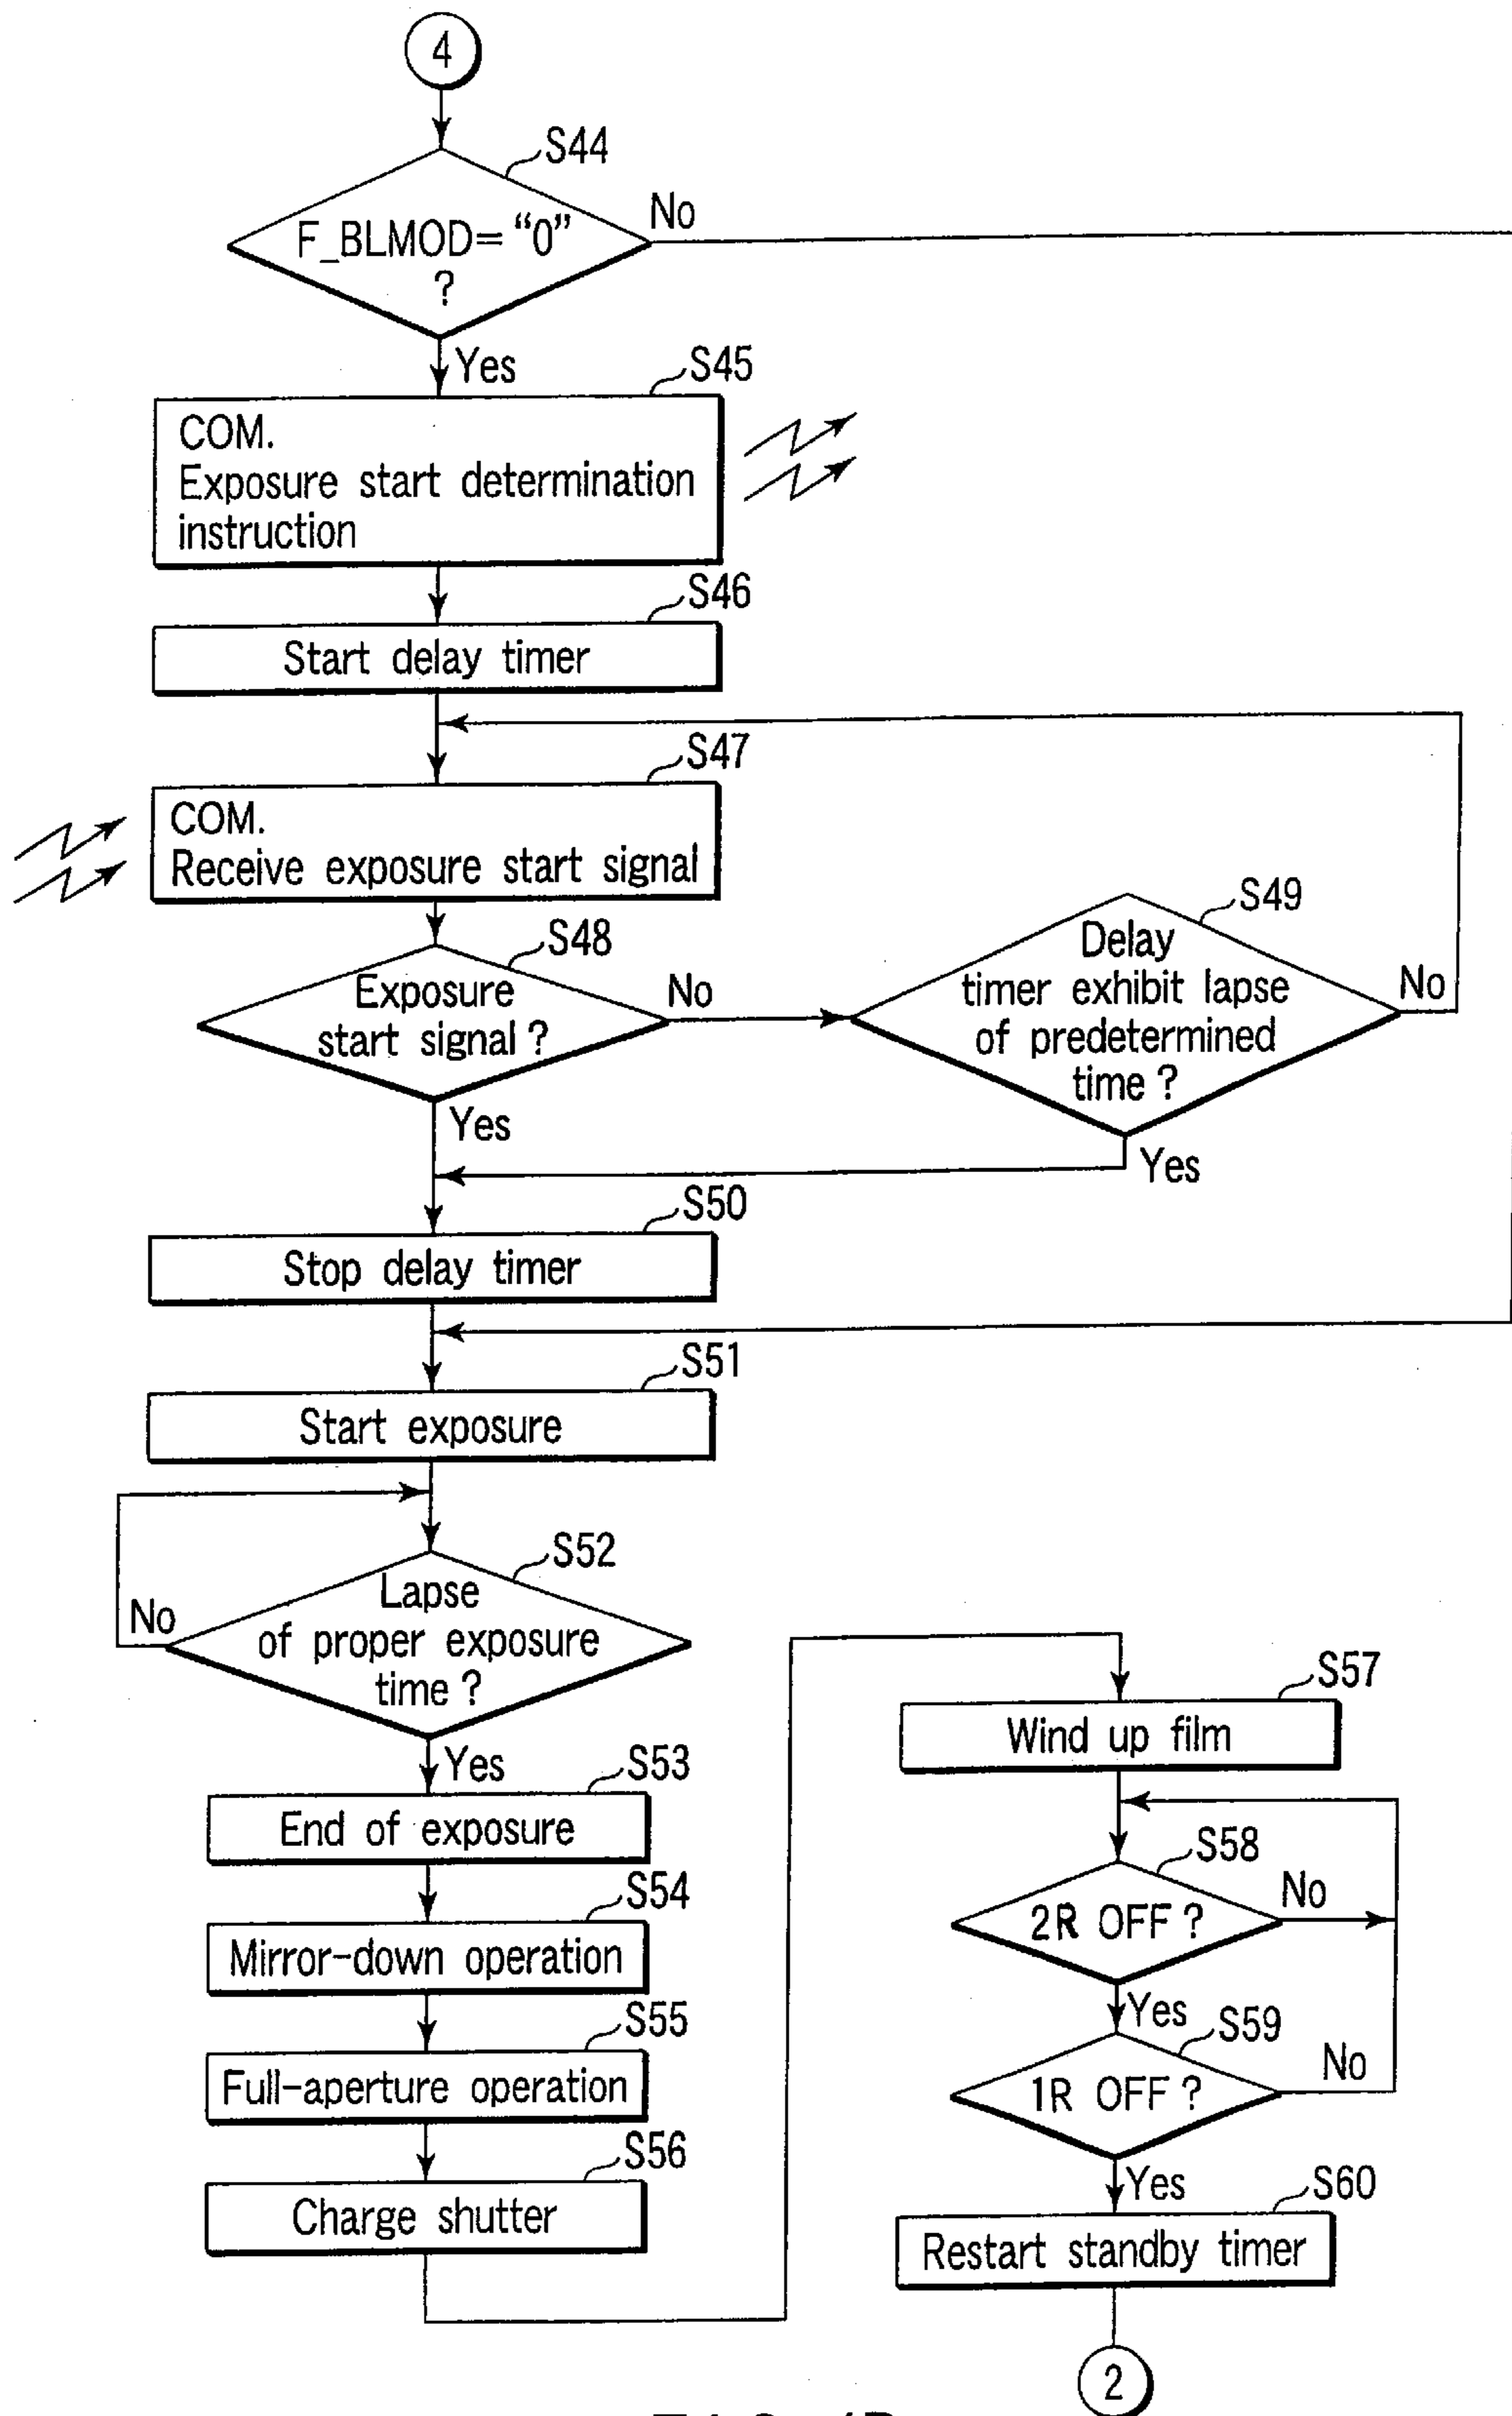 4
S44
F_BLMOD= “0”
?
No
Yes
S45
COM.
Exposure start determination
instruction
S46
Start delay timer
S47
COM.
Receive exposure start signal
S48
Exposure
start signal ?
No
Yes
S49
Delay
timer exhibit lapse
of predetermined
time ?
No
Yes
S50
Stop delay timer
S51
Start exposure
S52
Lapse
of proper exposure
time ?
No
Yes
S53
End of exposure
S54
Mirror-down operation
S55
Full-aperture operation
S56
Charge shutter
S57
Wind up film
S58
2R OFF ?
No
Yes
S59
1R OFF ?
No
Yes
S60
Restart standby timer
2